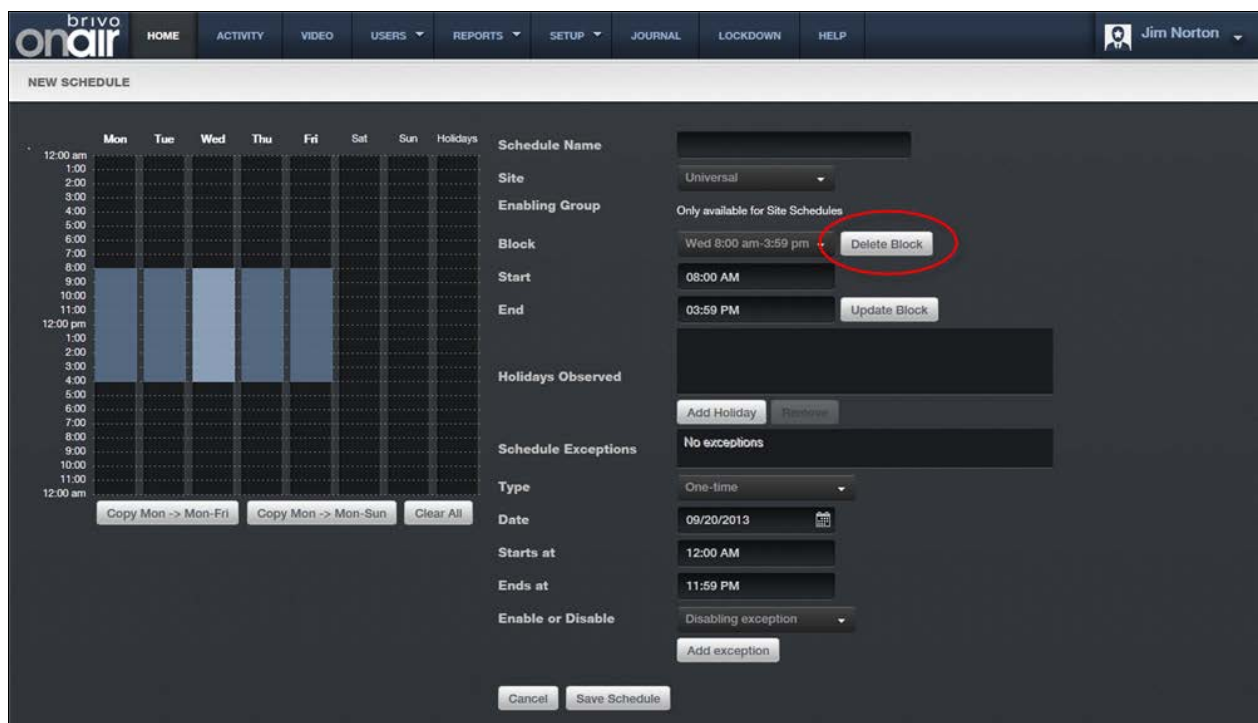 brivo
onair
HOME ACTIVITY VIDEO USERS REPORTS SETUP JOURNAL LOCKDOWN HELP Jim Norton
NEW SCHEDULE
Mon Tue Wed Thu Fri Sat Sun Holidays
12:00 am
1:00
2:00
3:00
4:00
5:00
6:00
7:00
8:00
9:00
10:00
11:00
12:00 pm
1:00
2:00
3:00
4:00
5:00
6:00
7:00
8:00
9:00
10:00
11:00
12:00 am
Copy Mon -> Mon-Fri Copy Mon -> Mon-Sun Clear All
Schedule Name
Site Universal
Enabling Group Only available for Site Schedules
Block Wed 8:00 am-3:59 pm Delete Block
Start 08:00 AM
End 03:59 PM Update Block
Holidays Observed
Add Holiday Remove
Schedule Exceptions No exceptions
Type One-time
Date 09/20/2013
Starts at 12:00 AM
Ends at 11:59 PM
Enable or Disable Disabling exception
Add exception
Cancel Save Schedule